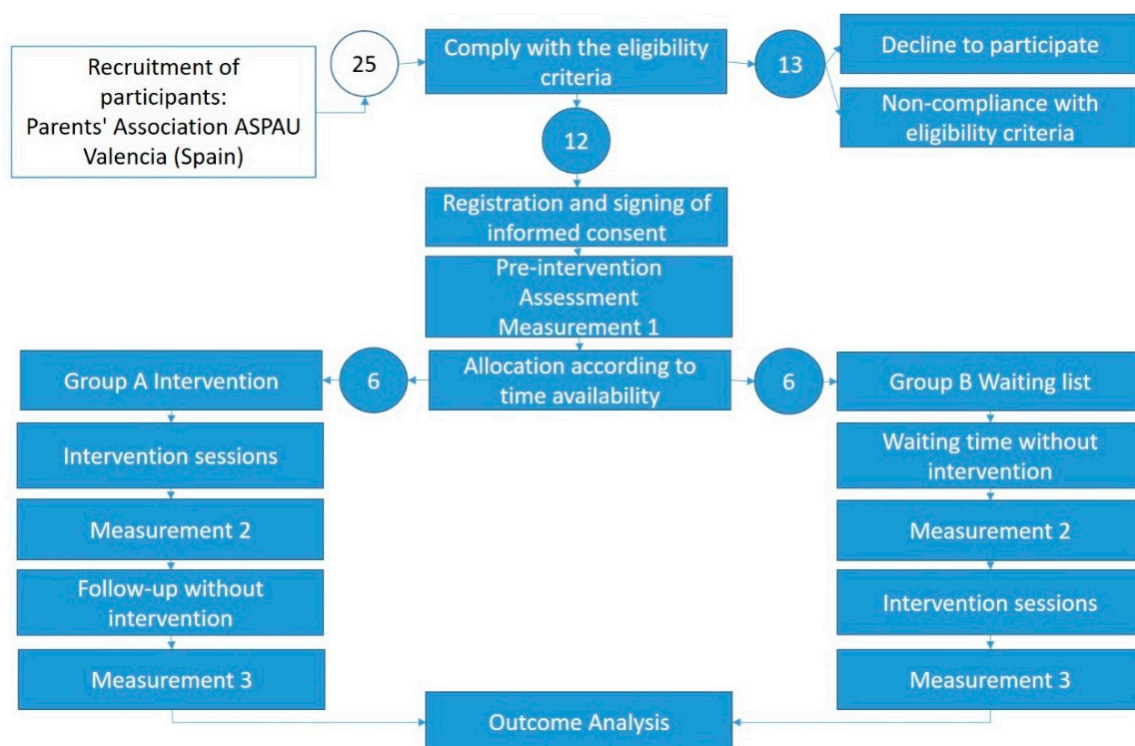 Recruitment of
participants:
Parents' Association ASPAU
Valencia (Spain)
25
Comply with the eligibility
criteria
13
Decline to participate
Non-compliance with
eligibility criteria
12
Registration and signing of
informed consent
Pre-intervention
Assessment
Measurement 1
Allocation according to
time availability
6
6
Group A Intervention
Intervention sessions
Measurement 2
Follow-up without
intervention
Measurement 3
Group B Waiting list
Waiting time without
intervention
Measurement 2
Intervention sessions
Measurement 3
Outcome Analysis